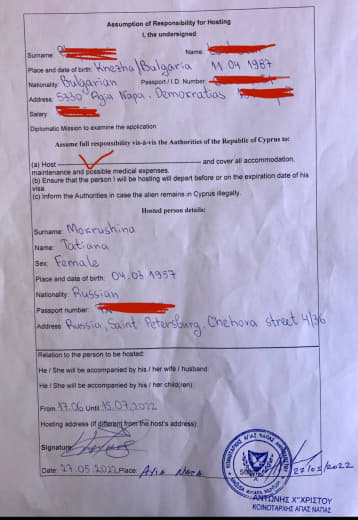 Assumption of Responsibility for Hosting
I, the undersigned
Surname: Name:
Place and date of birth: Knezha/Bulgaria 11.04 1987
Nationality: Bulgarian Passport / I.D. Number:
Address: 5330 Agia Napa. Demokratias
Salary
Diplomatic Mission to examine the application
Assume full responsibility vis-à-vis the Authorities of the Republic of Cyprus to:
(a) Host and cover all accommodation,
maintenance and possible medical expenses.
(b) Ensure that the person I will be hosting will depart before or on the expiration date of his
visa.
(c) Inform the Authorities in case the alien remains in Cyprus illegally.
Hosted person details:
Surname: Mokrushina
Name: Tatiana
Sex: Female
Place and date of birth: 04.03.1957
Nationality: Russian
Passport number:
Address: Russia, Saint Petersburg, Chehova street 4/36
Relation to the person to be hosted:
He / She will be accompanied by his / her wife / husband:
He / She will be accompanied by his / her child(ren):
From 17.06 Until 15.07.2022
Hosting address (if different from the host's address):
Signature
Date: 27.05.2022 Place: Agia Napa
27/05/2022
ΑΝΤΩΝΗΣ Χ"ΧΡΙΣΤΟΥ
ΚΟΙΝΟΤΑΡΧΗΣ ΑΓΙΑΣ ΝΑΠΑΣ